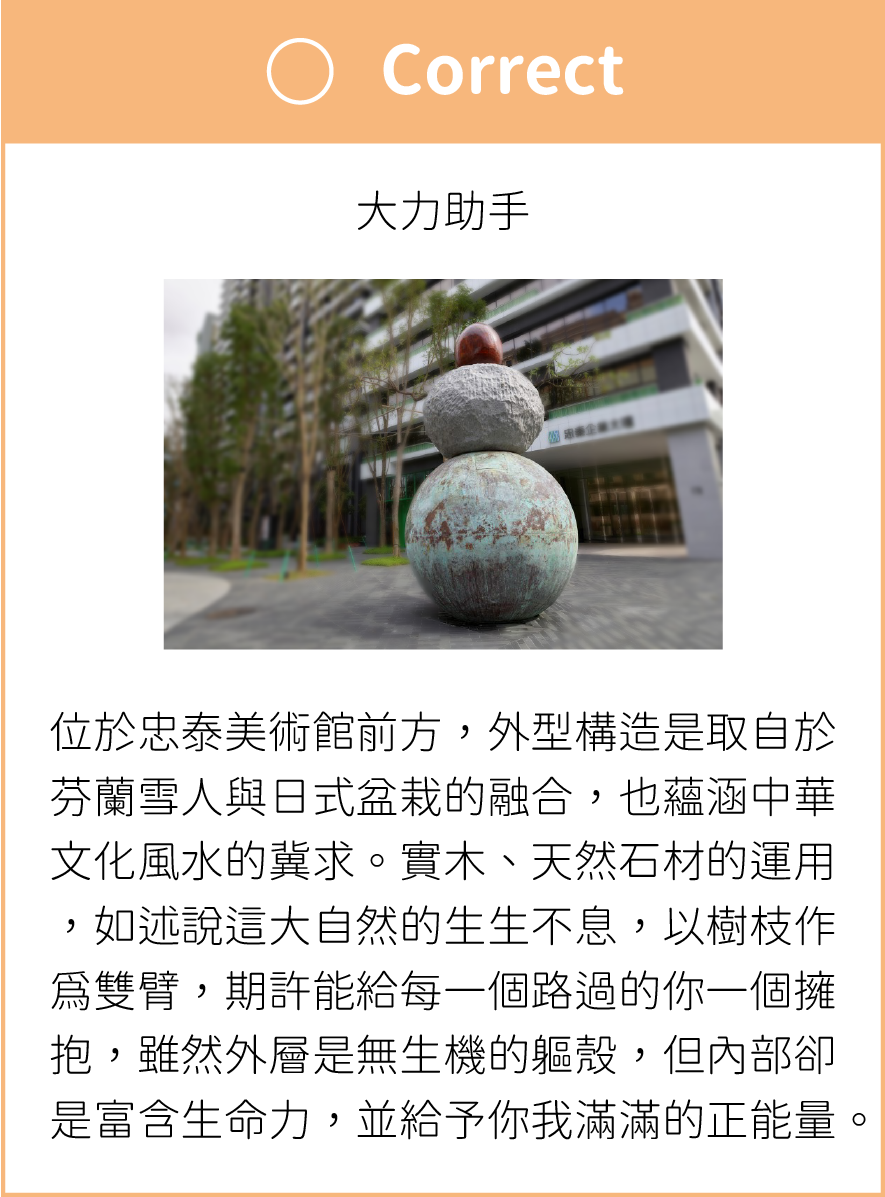 Correct
大力助手
位於忠泰美術館前方，外型構造是取自於
芬蘭雪人與日式盆栽的融合，也蘊涵中華
文化風水的冀求。實木、天然石材的運用
，如述說這大自然的生生不息，以樹枝作
為雙臂，期許能給每一個路過的你一個擁
抱，雖然外層是無生機的軀殼，但內部卻
是富含生命力，並給予你我滿滿的正能量。